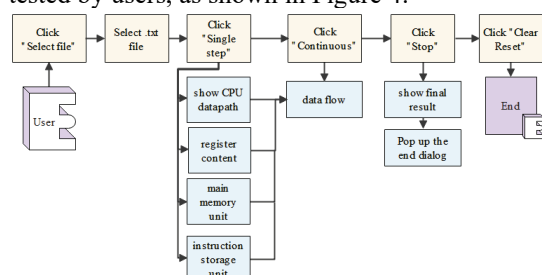 tested by users, as shown in Figure 4.
Click
"Select file"
Select .txt
file
Click
"Single
step"
Click
"Continuous"
Click
"Stop"
Click "Clear
Reset"
User
show CPU
datapath
data flow
show final
result
End
register
content
Pop up the
end dialog
main
memory
unit
instruction
storage
unit